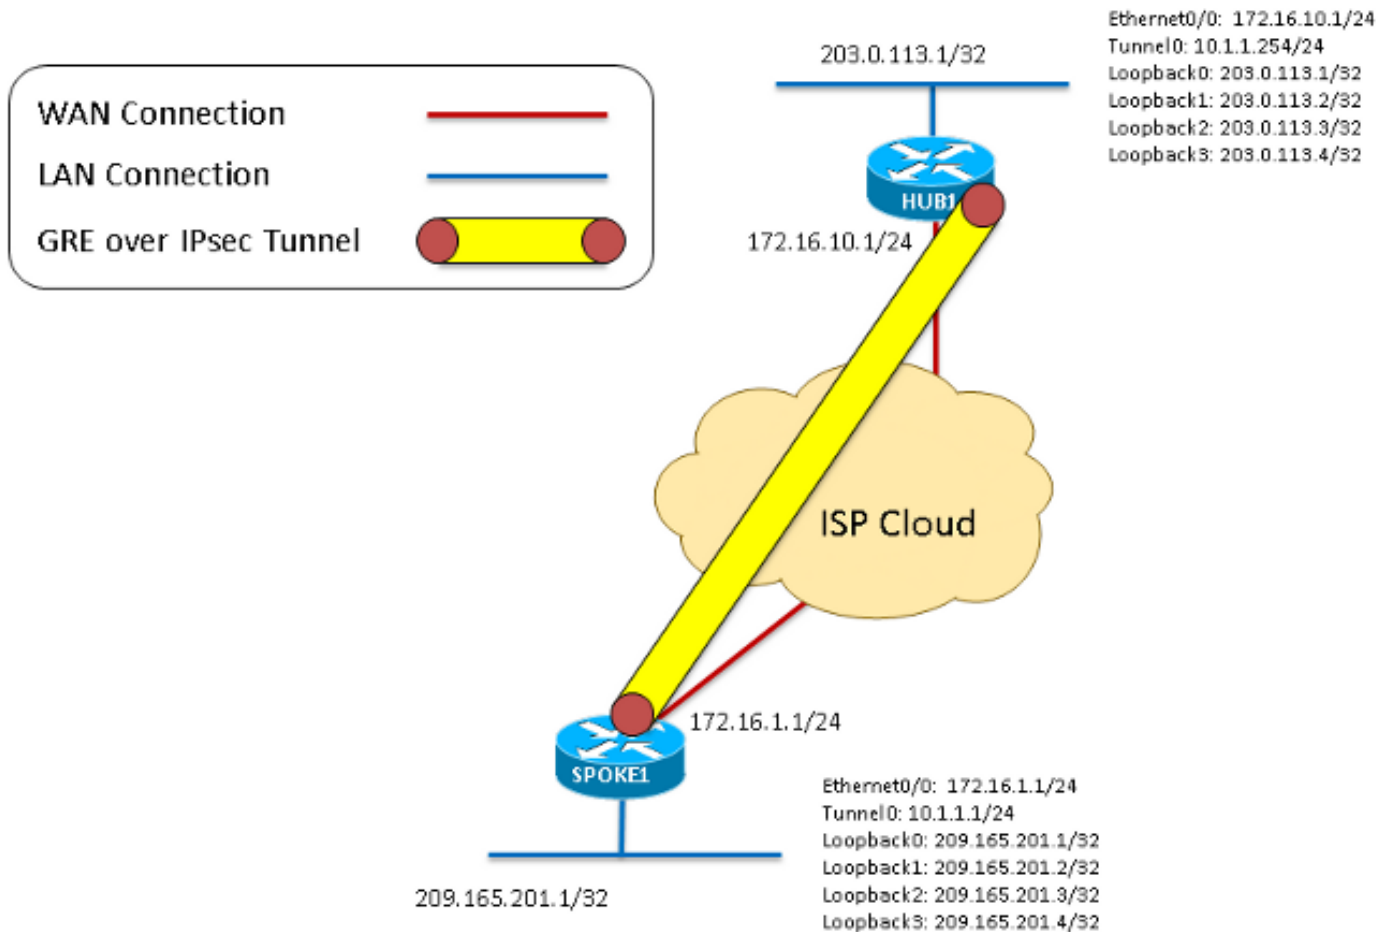 Ethernet0/0: 172.16.10.1/24
Tunnel0: 10.1.1.254/24
Loopback0: 203.0.113.1/32
Loopback1: 203.0.113.2/32
Loopback2: 203.0.113.3/32
Loopback3: 203.0.113.4/32
203.0.113.1/32
WAN Connection
LAN Connection
GRE over IPsec Tunnel
HUB1
172.16.10.1/24
ISP Cloud
172.16.1.1/24
SPOKE1
Ethernet0/0: 172.16.1.1/24
Tunnel0: 10.1.1.1/24
Loopback0: 209.165.201.1/32
Loopback1: 209.165.201.2/32
Loopback2: 209.165.201.3/32
Loopback3: 209.165.201.4/32
209.165.201.1/32